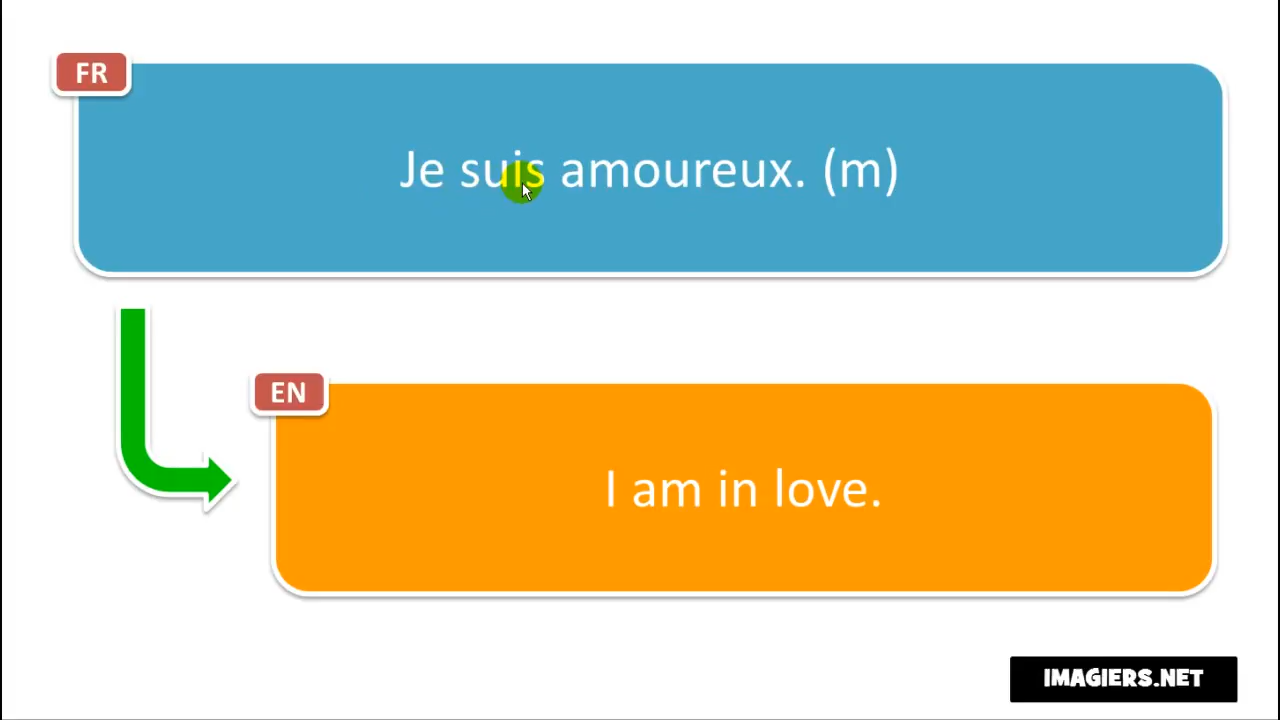 FR
Je suis amoureux. (m)
EN
I am in love.
IMAGIERS.NET